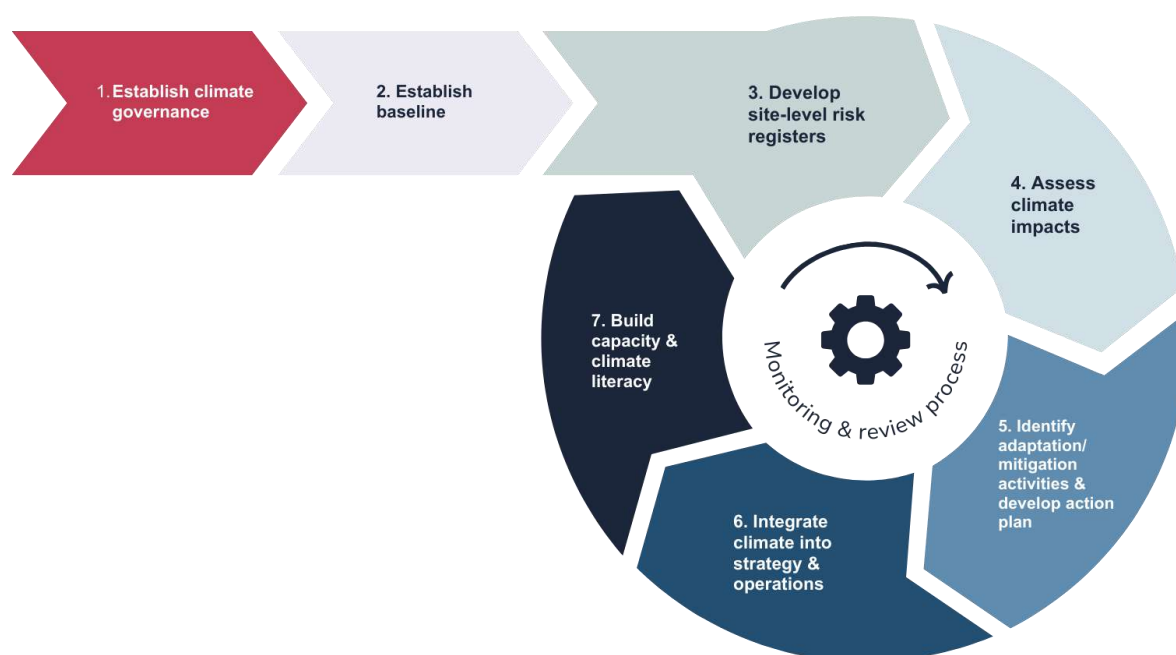 1. Establish climate
governance
2. Establish
baseline
3. Develop
site-level risk
registers
4. Assess
climate
impacts
5. Identify
adaptation/
mitigation
activities &
develop action
plan
6. Integrate
climate into
strategy &
operations
7. Build
capacity &
climate
literacy
Monitoring & review process